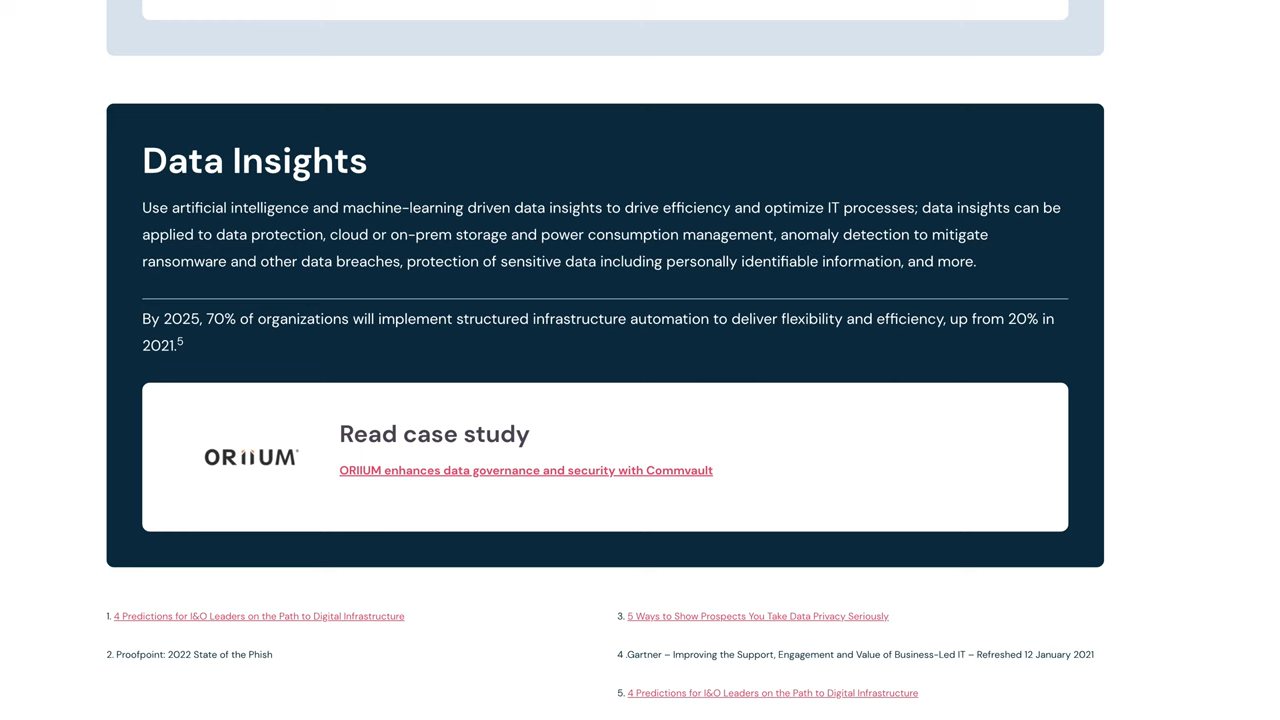 Data Insights
Use artificial intelligence and machine-learning driven data insights to drive efficiency and optimize IT processes; data insights can be
applied to data protection, cloud or on-prem storage and power consumption management, anomaly detection to mitigate
ransomware and other data breaches, protection of sensitive data including personally identifiable information, and more.
By 2025, 70% of organizations will implement structured infrastructure automation to deliver flexibility and efficiency, up from 20% in
2021.5
ORIIUM
Read case study
ORIIUM enhances data governance and security with Commvault
1. 4 Predictions for I&O Leaders on the Path to Digital Infrastructure
2. Proofpoint: 2022 State of the Phish
3. 5 Ways to Show Prospects You Take Data Privacy Seriously
4 .Gartner – Improving the Support, Engagement and Value of Business-Led IT – Refreshed 12 January 2021
5. 4 Predictions for I&O Leaders on the Path to Digital Infrastructure